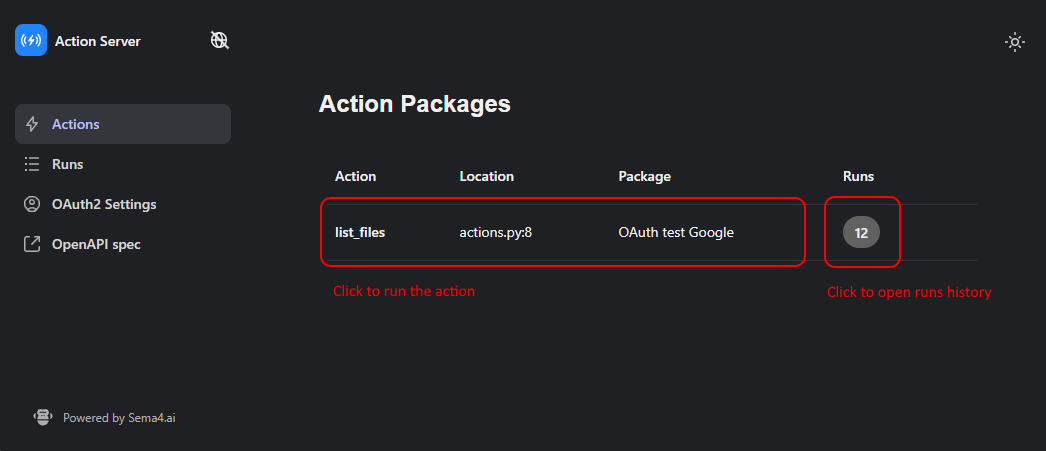 Action Server
Action Packages
Actions
Runs
OAuth2 Settings
OpenAPI spec
Action Location Package Runs
list_files actions.py:8 OAuth test Google 12
Click to run the action
Click to open runs history
Powered by Sema4.ai